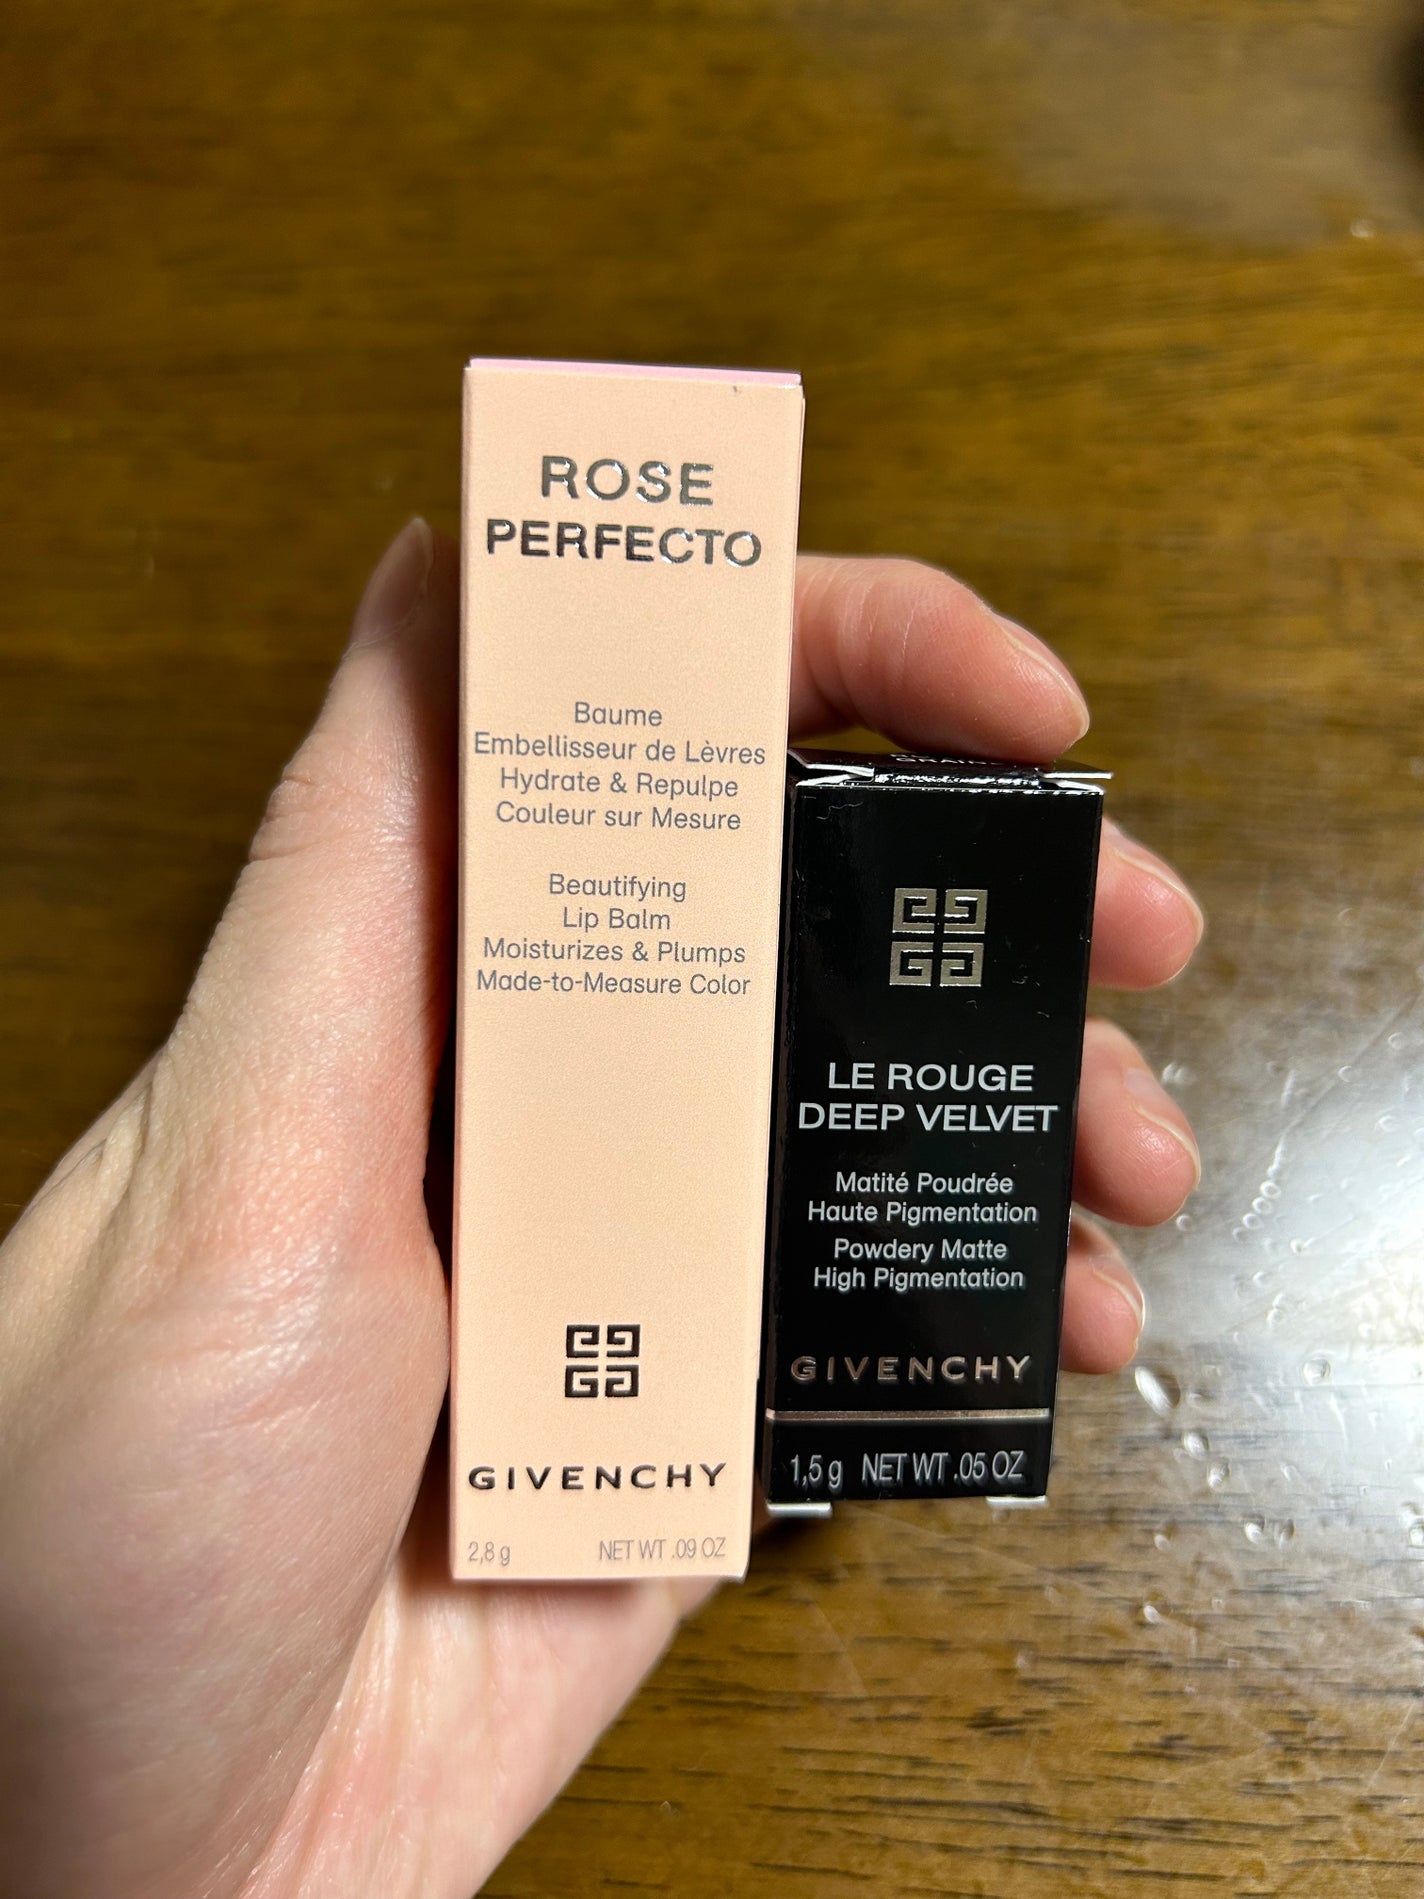 ROSE
PERFECTO
Baume
Embellisseur de Lèvres
Hydrate & Repulpe
Couleur sur Mesure
Beautifying
Lip Balm
Moisturizes & Plumps
Made-to-Measure Color
GIVENCHY
2,8 g NET WT .09 OZ
LE ROUGE
DEEP VELVET
Matité Poudrée
Haute Pigmentation
Powdery Matte
High Pigmentation
GIVENCHY
1,5 g NET WT .05 OZ